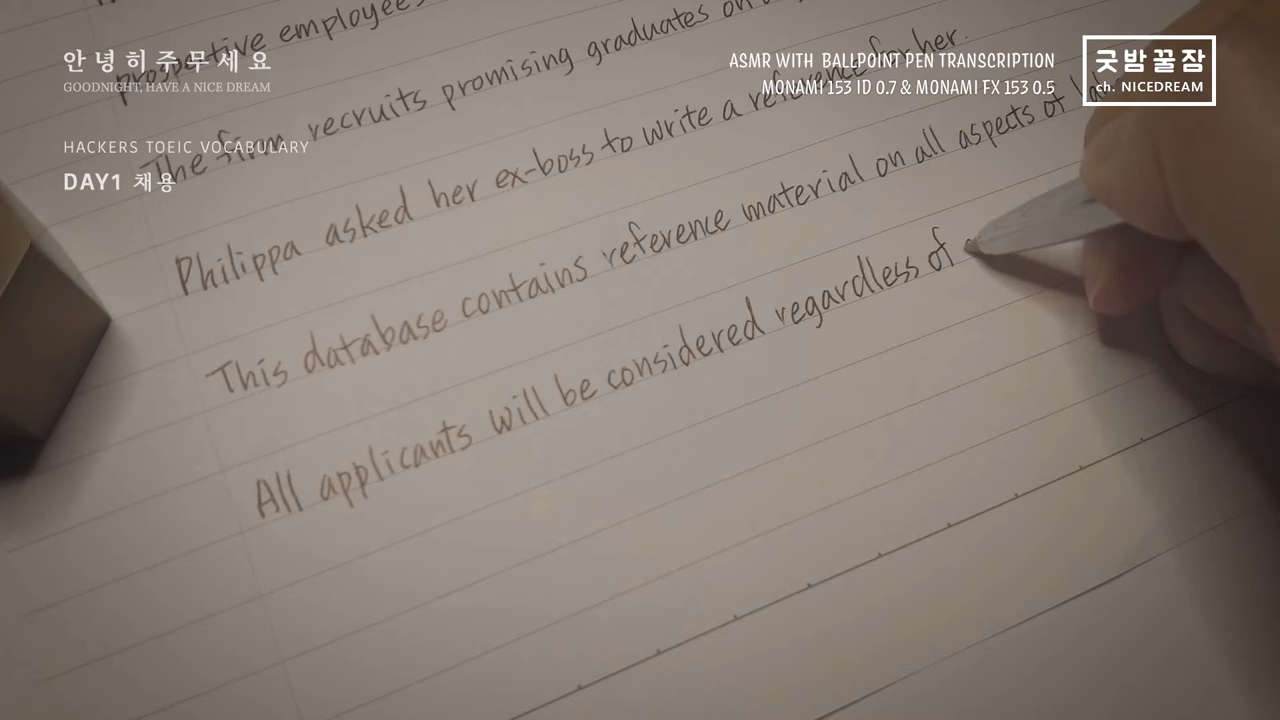 안녕히주무세요
GOODNIGHT, HAVE A NICE DREAM
HACKERS TOEIC VOCABULARY
DAY1 채용
ASMR WITH BALLPOINT PEN TRANSCRIPTION
MONAMI 153 ID 0.7 & MONAMI FX 153 0.5
굿밤꿀잠
ch. NICEDREAM
prospective employees
The firm recruits promising graduates on
Philippa asked her ex-boss to write a reference for her.
This database contains reference material on all aspects of
All applicants will be considered regardless of